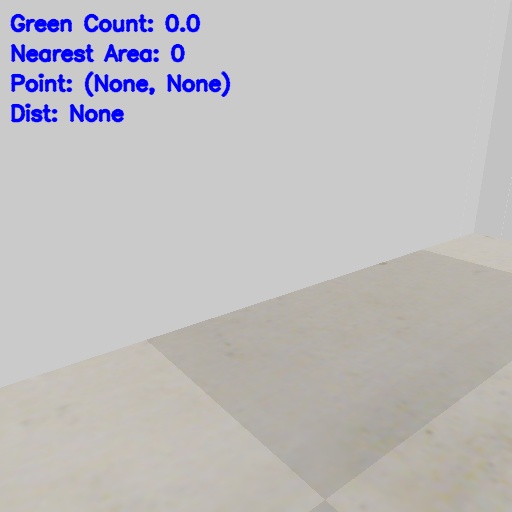 Green Count: 0.0
Nearest Area: 0
Point: (None, None)
Dist: None